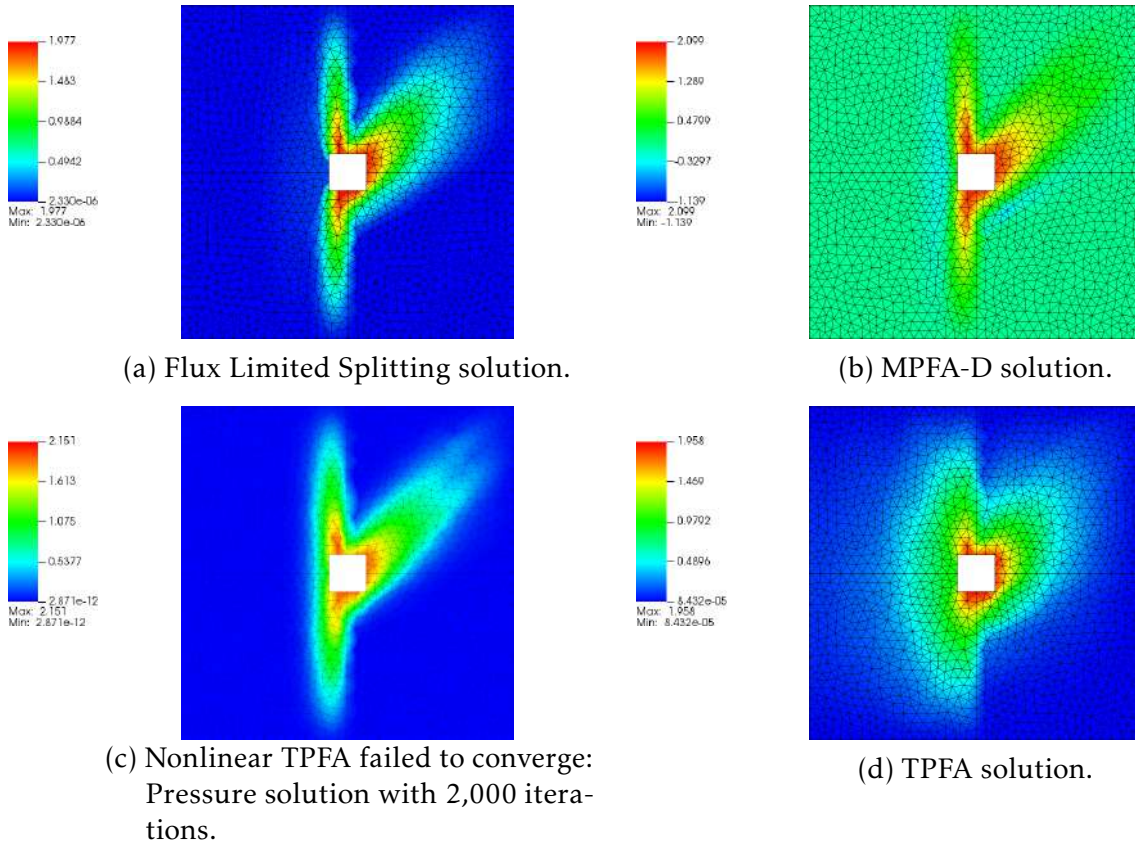 1.977
1.483
0.9884
0.4942
2.330e-06
Max: 1.977
Min: 2.330e-06
2.099
1.289
0.4799
-0.3297
-1.139
Max: 2.099
Min: -1.139
(a) Flux Limited Splitting solution.
(b) MPFA-D solution.
2.151
1.613
1.075
0.5377
2.871e-12
Max: 2.151
Min: 2.871e-12
1.958
1.469
0.9792
0.4896
8.432e-05
Max: 1.958
Min: 8.432e-05
(c) Nonlinear TPFA failed to converge:
Pressure solution with 2,000 itera-
tions.
(d) TPFA solution.